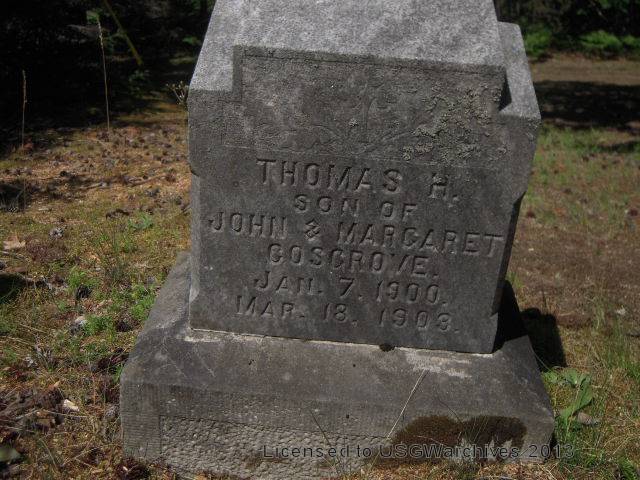 THOMAS H.
SON OF
JOHN & MARGARET
COSGROVE.
JAN. 7. 1900.
MAR. 18. 1903.
Licensed to USGWarchives 2013